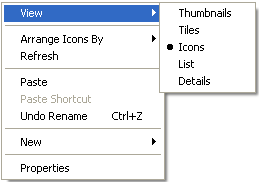 View
Arrange Icons By
Refresh
Paste
Paste Shortcut
Undo Rename Ctrl+Z
New
Properties
Thumbnails
Tiles
Icons
List
Details